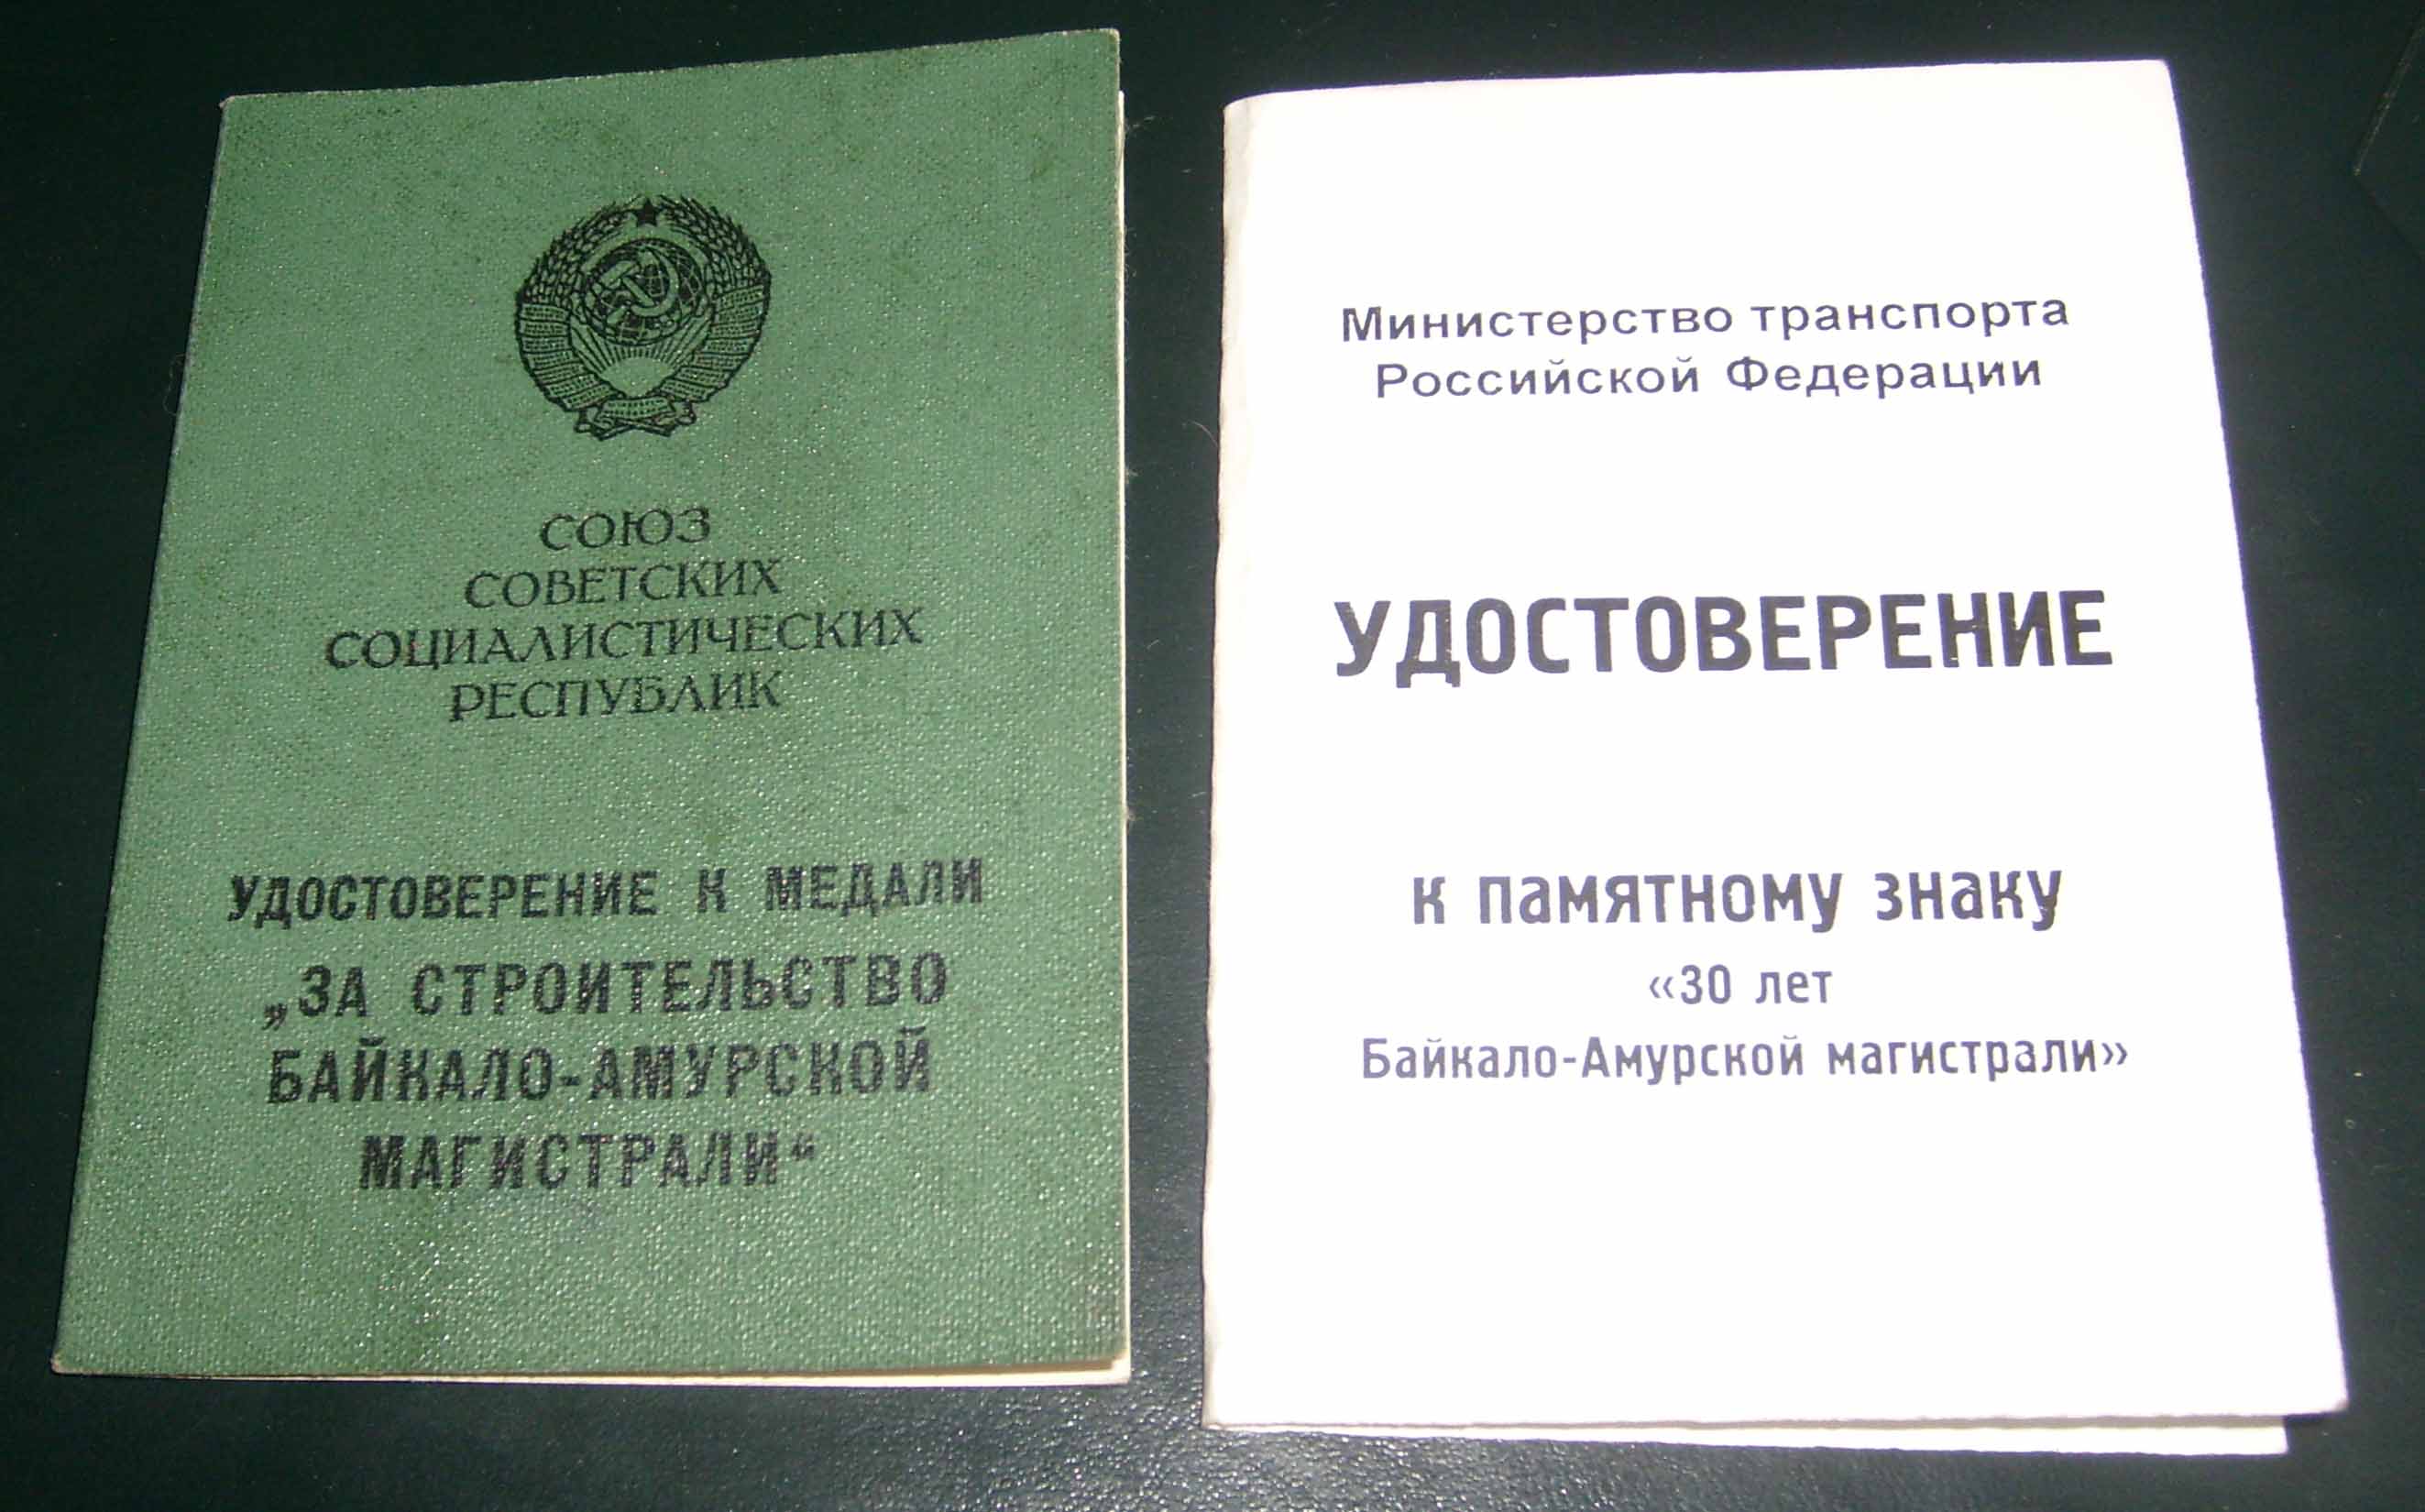 СОЮЗ
СОВЕТСКИХ
СОЦИАЛИСТИЧЕСКИХ
РЕСПУБЛИК
УДОСТОВЕРЕНИЕ К МЕДАЛИ
„ЗА СТРОИТЕЛЬСТВО
БАЙКАЛО-АМУРСКОЙ
МАГИСТРАЛИ“
Министерство транспорта
Российской Федерации
УДОСТОВЕРЕНИЕ
к памятному знаку
«30 лет
Байкало-Амурской магистрали»